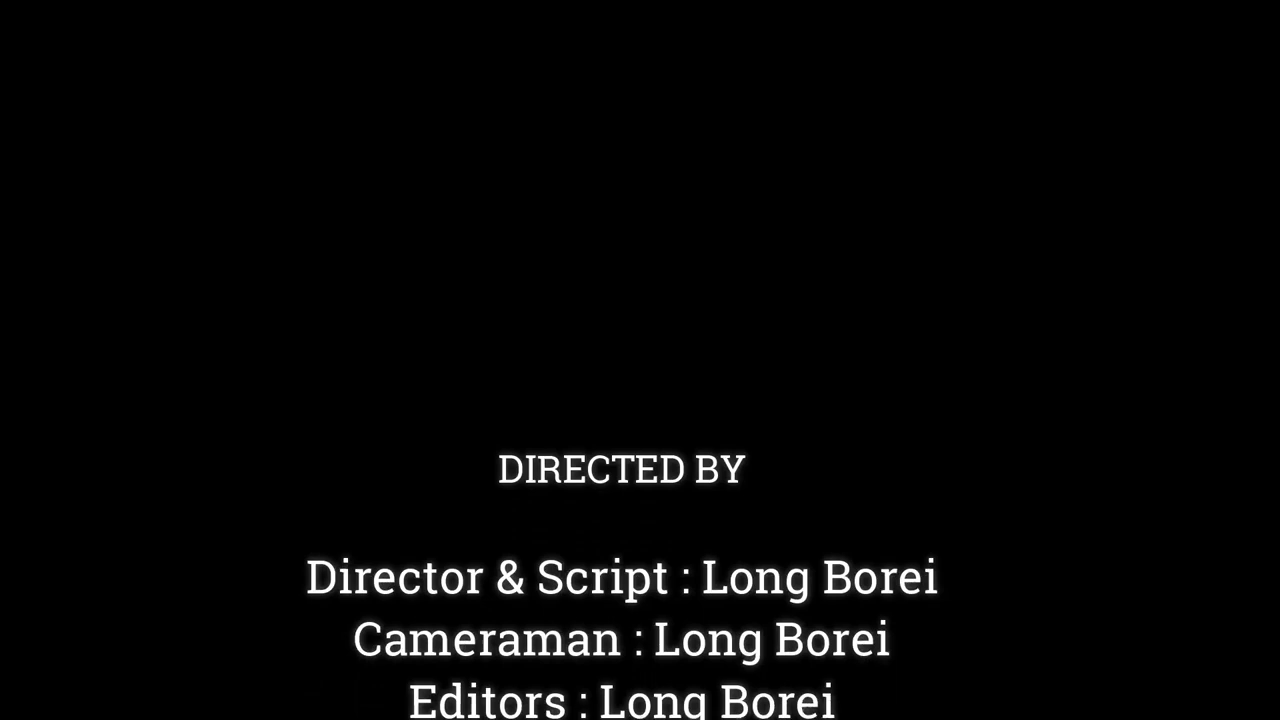 DIRECTED BY
Director & Script : Long Borei
Cameraman : Long Borei
Editors : Long Borei